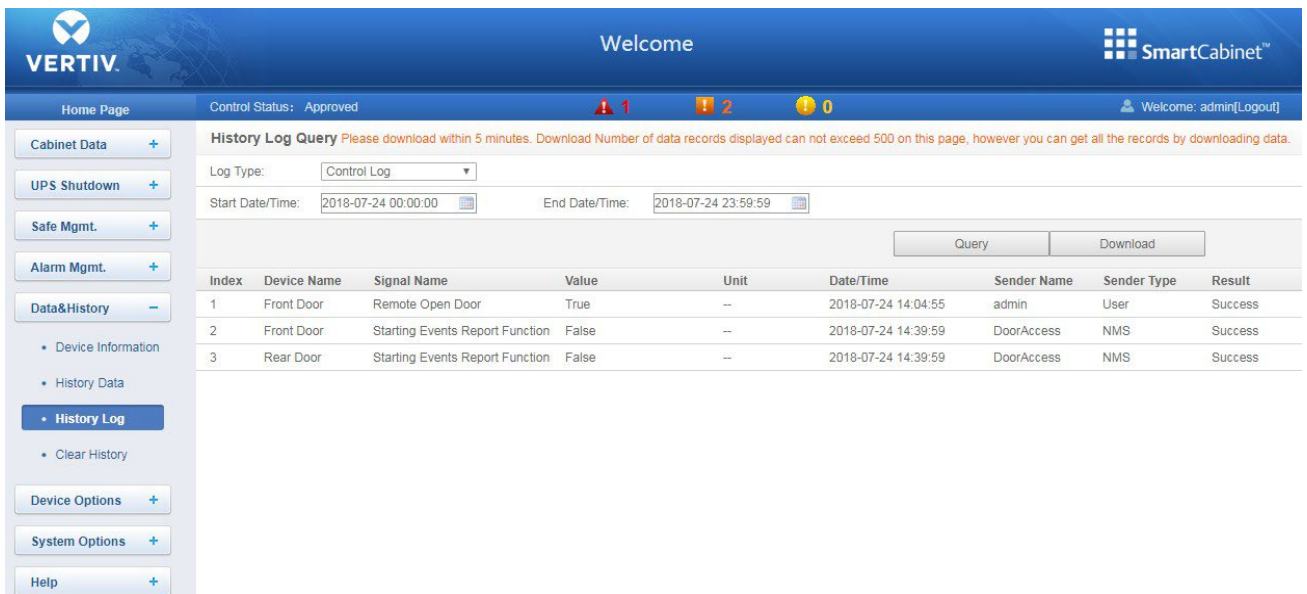 VERTIV.
Welcome
SmartCabinet™
Home Page
Control Status： Approved
1
2
0
Welcome: admin[Logout]
Cabinet Data +
UPS Shutdown +
Safe Mgmt. +
Alarm Mgmt. +
Data&History −
• Device Information
• History Data
• History Log
• Clear History
Device Options +
System Options +
Help +
History Log Query Please download within 5 minutes. Download Number of data records displayed can not exceed 500 on this page, however you can get all the records by downloading data.
Log Type: Control Log
Start Date/Time: 2018-07-24 00:00:00 End Date/Time: 2018-07-24 23:59:59
Query Download
Index Device Name Signal Name Value Unit Date/Time Sender Name Sender Type Result
1 Front Door Remote Open Door True -- 2018-07-24 14:04:55 admin User Success
2 Front Door Starting Events Report Function False -- 2018-07-24 14:39:59 DoorAccess NMS Success
3 Rear Door Starting Events Report Function False -- 2018-07-24 14:39:59 DoorAccess NMS Success